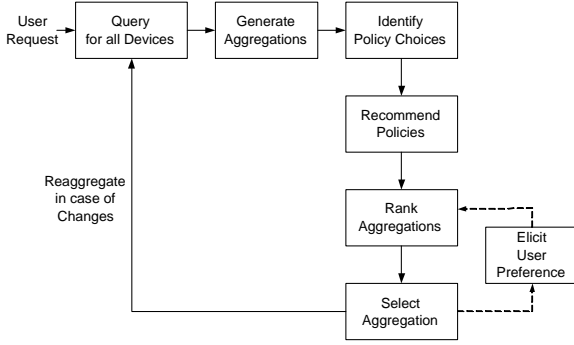 User
Request
Query
for all Devices
Generate
Aggregations
Identify
Policy Choices
Recommend
Policies
Reaggregate
in case of
Changes
Rank
Aggregations
Elicit
User
Preference
Select
Aggregation